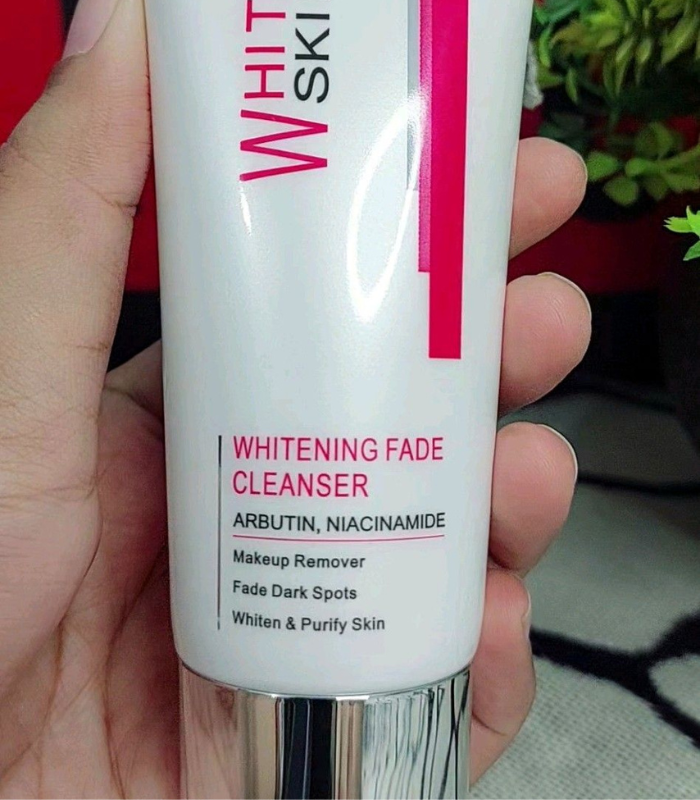 WHIT
SKI
WHITENING FADE
CLEANSER
ARBUTIN, NIACINAMIDE
Makeup Remover
Fade Dark Spots
Whiten & Purify Skin